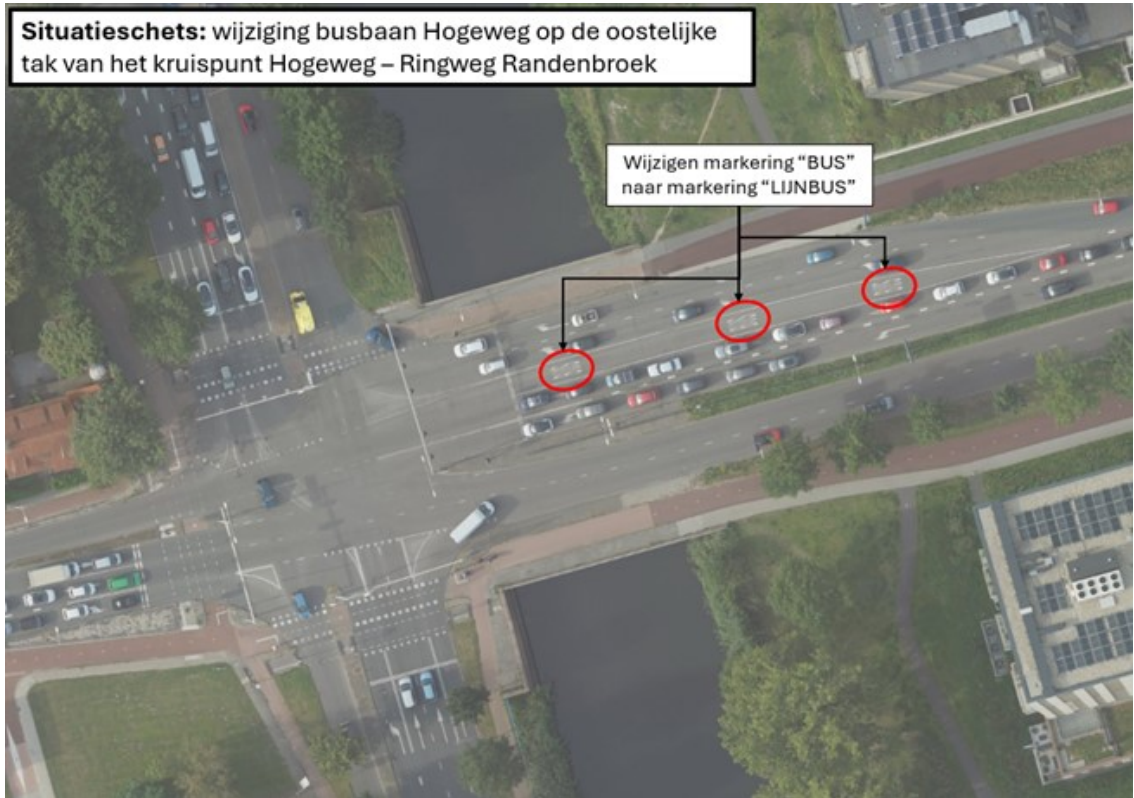 Situatieschets: wijziging busbaan Hogeweg op de oostelijke
tak van het kruispunt Hogeweg – Ringweg Randenbroek
Wijzigen markering “BUS”
naar markering “LIJNBUS”